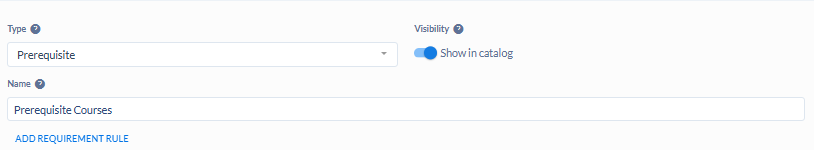 Type ?
Visibility ?
Prerequisite
Show in catalog
Name ?
Prerequisite Courses
ADD REQUIREMENT RULE